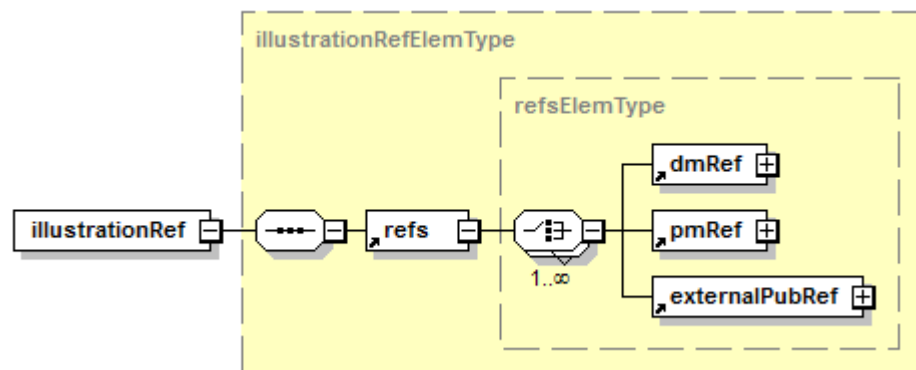 illustrationRefElemType
refsElemType
dmRef
illustrationRef
refs
pmRef
1..∞
externalPubRef